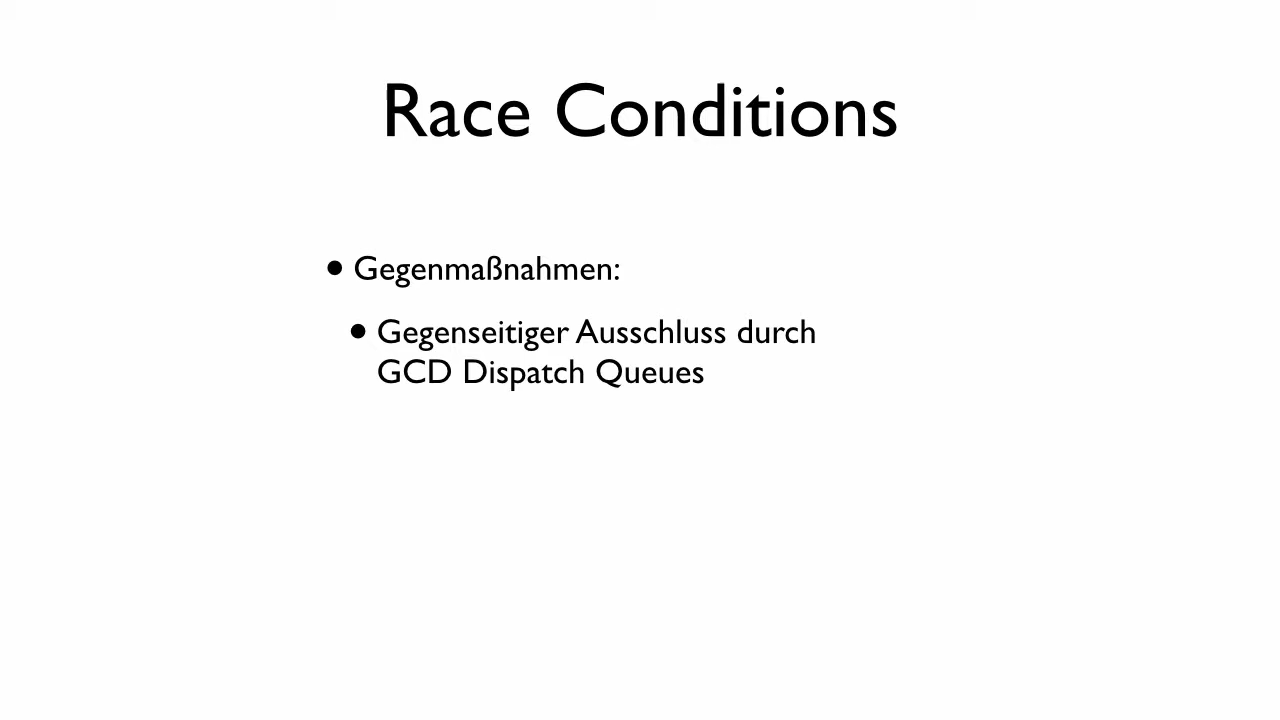 Race Conditions
• Gegenmaßnahmen:
• Gegenseitiger Ausschluss durch
GCD Dispatch Queues